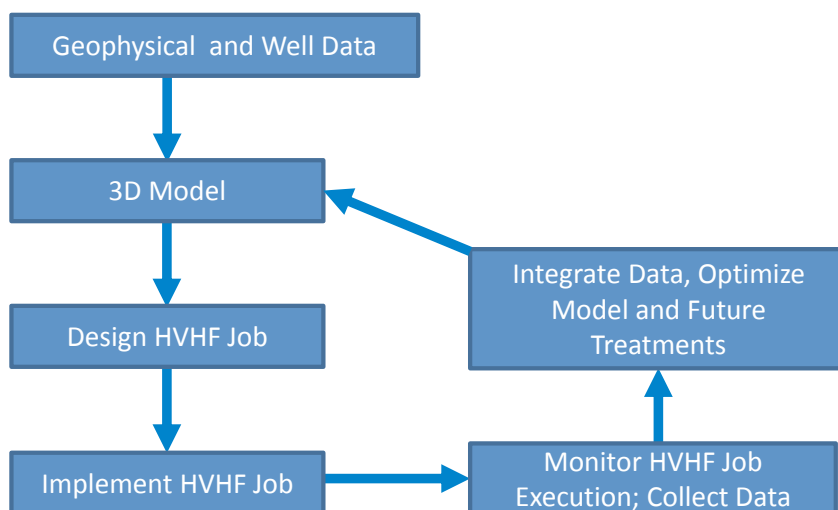 Geophysical and Well Data
3D Model
Design HVHF Job
Implement HVHF Job
Monitor HVHF Job
Execution; Collect Data
Integrate Data, Optimize
Model and Future
Treatments